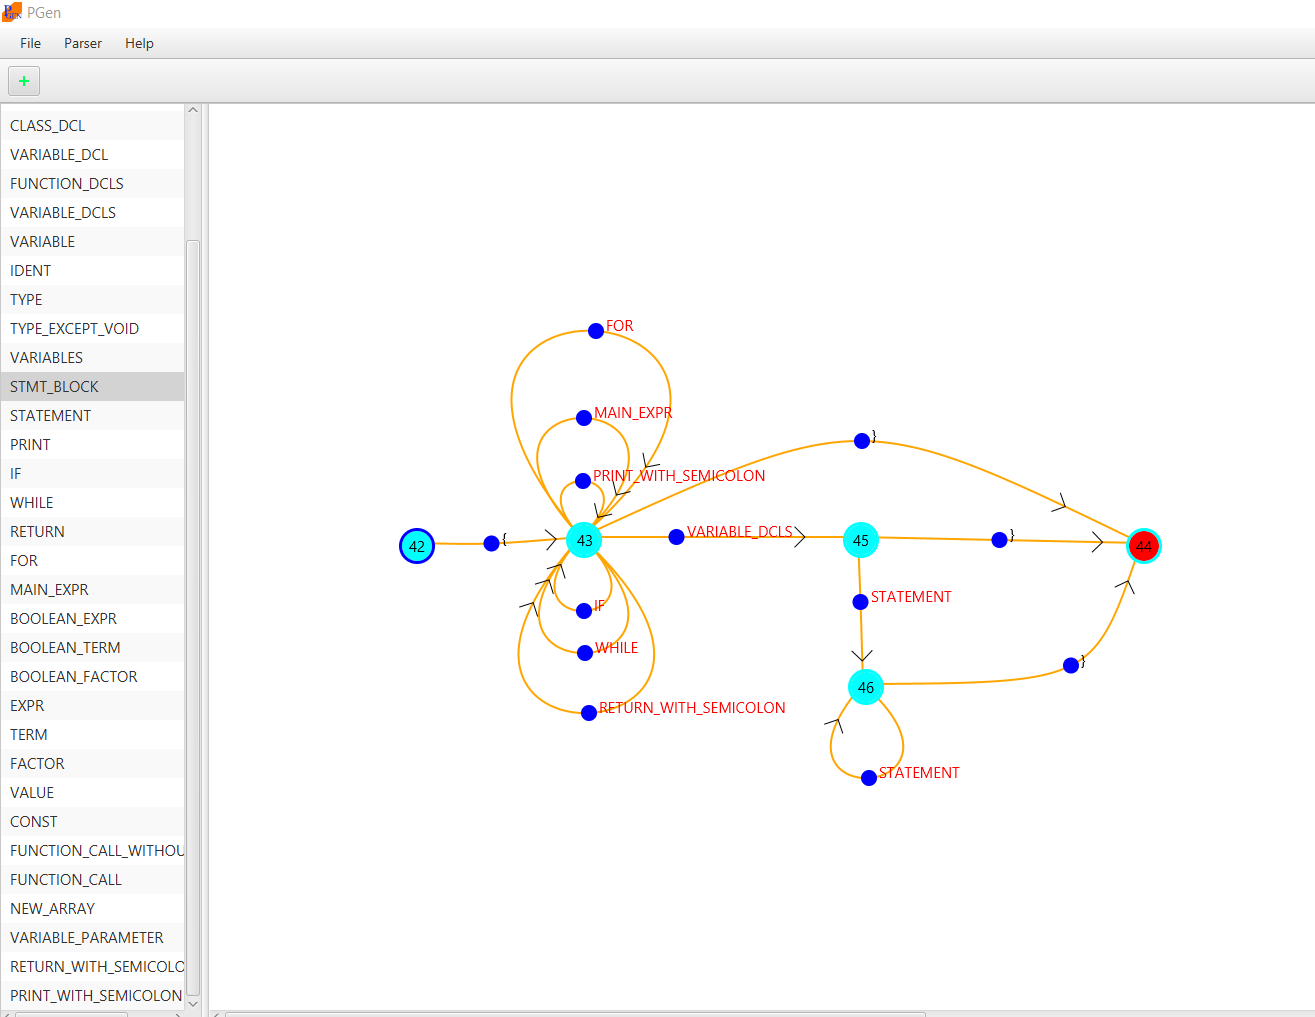 PGen
File Parser Help
+
CLASS_DCL
VARIABLE_DCL
FUNCTION_DCLS
VARIABLE_DCLS
VARIABLE
IDENT
TYPE
TYPE_EXCEPT_VOID
VARIABLES
STMT_BLOCK
STATEMENT
PRINT
IF
WHILE
RETURN
FOR
MAIN_EXPR
BOOLEAN_EXPR
BOOLEAN_TERM
BOOLEAN_FACTOR
EXPR
TERM
FACTOR
VALUE
CONST
FUNCTION_CALL_WITHOU
FUNCTION_CALL
NEW_ARRAY
VARIABLE_PARAMETER
RETURN_WITH_SEMICOLO
PRINT_WITH_SEMICOLON
FOR
MAIN_EXPR
}
PRINT_WITH_SEMICOLON
42 { 43 VARIABLE_DCLS 45 } 44
STATEMENT
IF
WHILE
}
46
RETURN_WITH_SEMICOLON
STATEMENT